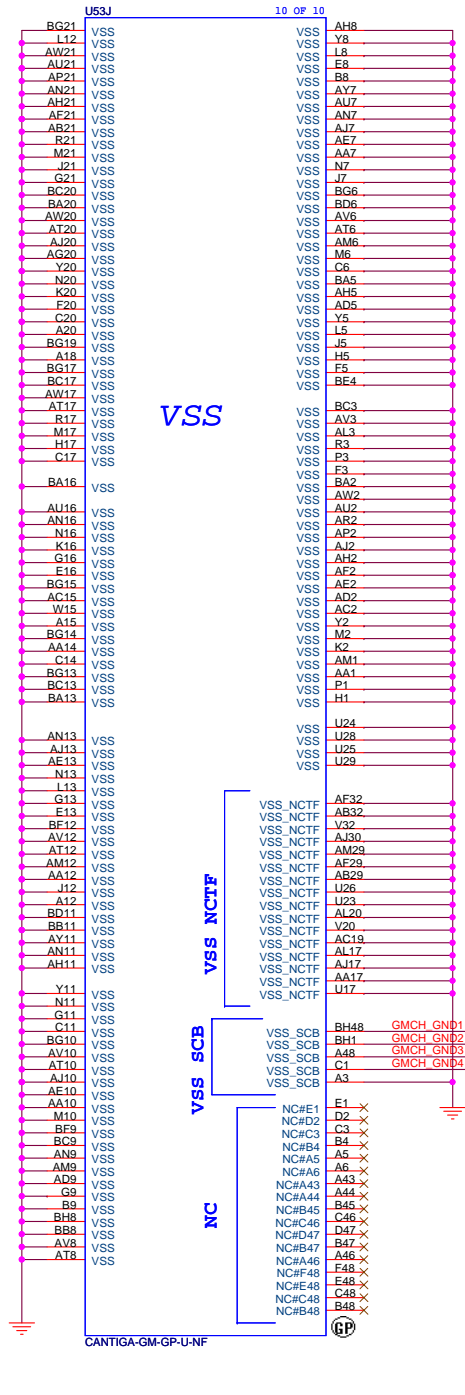 U53J 10 OF 10
BG21 VSS VSS AH8
L12 VSS VSS Y8
AW21 VSS VSS L8
AU21 VSS VSS E8
AP21 VSS VSS B8
AN21 VSS VSS AY7
AH21 VSS VSS AU7
AF21 VSS VSS AN7
AB21 VSS VSS AJ7
R21 VSS VSS AE7
M21 VSS VSS AA7
J21 VSS VSS N7
G21 VSS VSS J7
BC20 VSS VSS BG6
BA20 VSS VSS BD6
AW20 VSS VSS AV6
AT20 VSS VSS AT6
AJ20 VSS VSS AM6
AG20 VSS VSS M6
Y20 VSS VSS C6
N20 VSS VSS BA5
K20 VSS VSS AH5
F20 VSS VSS AD5
C20 VSS VSS Y5
A20 VSS VSS L5
BG19 VSS VSS J5
A18 VSS VSS H5
BG17 VSS VSS F5
BC17 VSS VSS BE4
AW17 VSS
AT17 VSS VSS BC3
VSS
R17 VSS VSS AV3
M17 VSS VSS AL3
H17 VSS VSS R3
C17 VSS VSS P3
VSS F3
BA16 VSS VSS BA2
VSS AW2
AU16 VSS VSS AU2
AN16 VSS VSS AR2
N16 VSS VSS AP2
K16 VSS VSS AJ2
G16 VSS VSS AH2
E16 VSS VSS AF2
BG15 VSS VSS AE2
AC15 VSS VSS AD2
W15 VSS VSS AC2
A15 VSS VSS Y2
BG14 VSS VSS M2
AA14 VSS VSS K2
C14 VSS VSS AM1
BG13 VSS VSS AA1
BC13 VSS VSS P1
BA13 VSS VSS H1
VSS U24
AN13 VSS VSS U28
AJ13 VSS VSS U25
AE13 VSS VSS U29
N13 VSS
L13 VSS
G13 VSS VSS_NCTF AF32
E13 VSS VSS_NCTF AB32
BF12 VSS VSS_NCTF V32
AV12 VSS VSS_NCTF AJ30
AT12 VSS VSS_NCTF AM29
AM12 VSS VSS_NCTF AF29
AA12 VSS VSS_NCTF AB29
J12 VSS VSS_NCTF U26
A12 VSS VSS_NCTF U23
VSS NCTF
BD11 VSS VSS_NCTF AL20
BB11 VSS VSS_NCTF V20
AY11 VSS VSS_NCTF AC19
AN11 VSS VSS_NCTF AL17
AH11 VSS VSS_NCTF AJ17
VSS_NCTF AA17
Y11 VSS VSS_NCTF U17
N11 VSS
G11 VSS
C11 VSS VSS_SCB BH48 GMCH_GND1
BG10 VSS VSS_SCB BH1 GMCH_GND2
AV10 VSS VSS_SCB A48 GMCH_GND3
AT10 VSS VSS_SCB C1 GMCH_GND4
VSS SCB
AJ10 VSS VSS_SCB A3
AE10 VSS
AA10 VSS NC#E1 E1
M10 VSS NC#D2 D2
BF9 VSS NC#C3 C3
BC9 VSS NC#B4 B4
AN9 VSS NC#A5 A5
AM9 VSS NC#A6 A6
AD9 VSS NC#A43 A43
G9 VSS NC#A44 A44
B9 VSS NC#B45 B45
NC
BH8 VSS NC#C46 C46
BB8 VSS NC#D47 D47
AV8 VSS NC#B47 B47
AT8 VSS NC#A46 A46
NC#F48 F48
NC#E48 E48
NC#C48 C48
NC#B48 B48
GP
CANTIGA-GM-GP-U-NF